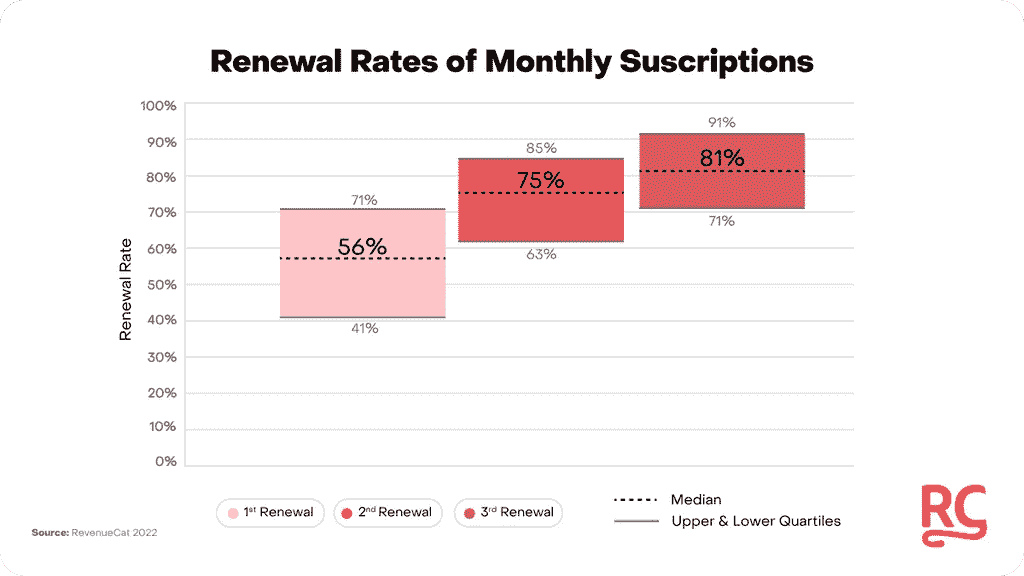 Renewal Rates of Monthly Suscriptions
100%
90%
80%
70%
60%
50%
40%
30%
20%
10%
0%
Renewal Rate
71%
56%
41%
85%
75%
63%
91%
81%
71%
1st Renewal
2nd Renewal
3rd Renewal
Median
Upper & Lower Quartiles
Source: RevenueCat 2022
RC